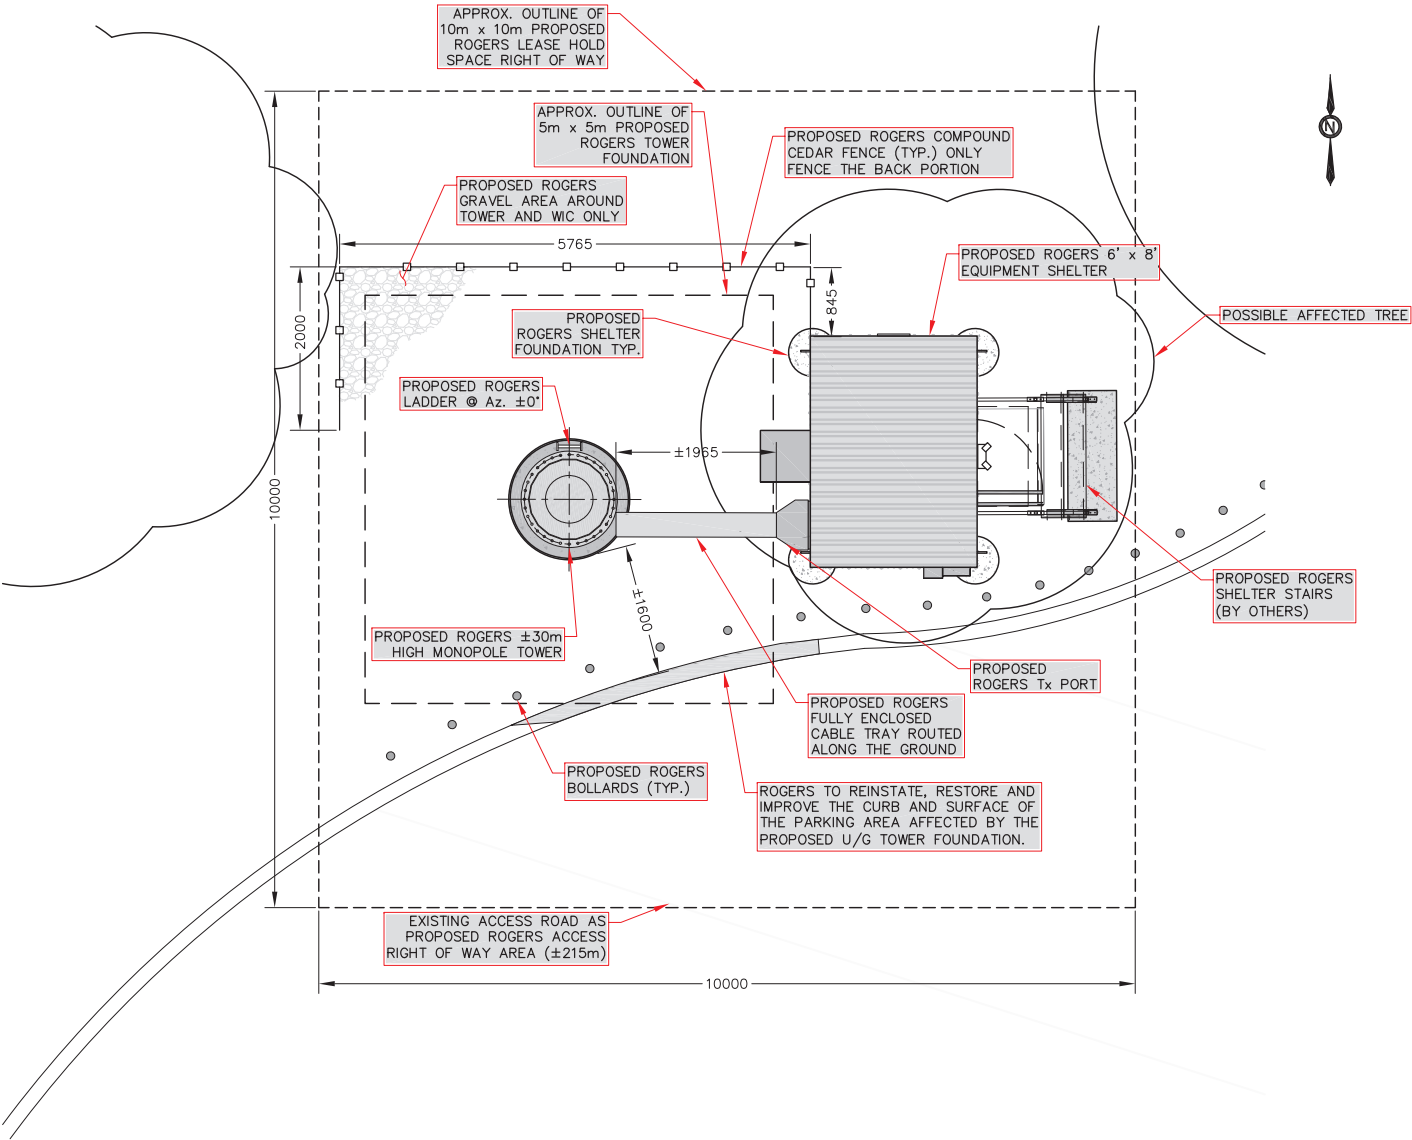 APPROX. OUTLINE OF
10m x 10m PROPOSED
ROGERS LEASE HOLD
SPACE RIGHT OF WAY
APPROX. OUTLINE OF
5m x 5m PROPOSED
ROGERS TOWER
FOUNDATION
PROPOSED ROGERS COMPOUND
CEDAR FENCE (TYP.) ONLY
FENCE THE BACK PORTION
N
PROPOSED ROGERS
GRAVEL AREA AROUND
TOWER AND WIC ONLY
5765
PROPOSED ROGERS 6' x 8'
EQUIPMENT SHELTER
845
2000
POSSIBLE AFFECTED TREE
PROPOSED
ROGERS SHELTER
FOUNDATION TYP.
PROPOSED ROGERS
LADDER @ Az. ±0°
±1965
10000
±1600
PROPOSED ROGERS
SHELTER STAIRS
(BY OTHERS)
PROPOSED ROGERS ±30m
HIGH MONOPOLE TOWER
PROPOSED
ROGERS Tx PORT
PROPOSED ROGERS
FULLY ENCLOSED
CABLE TRAY ROUTED
ALONG THE GROUND
PROPOSED ROGERS
BOLLARDS (TYP.)
ROGERS TO REINSTATE, RESTORE AND
IMPROVE THE CURB AND SURFACE OF
THE PARKING AREA AFFECTED BY THE
PROPOSED U/G TOWER FOUNDATION.
EXISTING ACCESS ROAD AS
PROPOSED ROGERS ACCESS
RIGHT OF WAY AREA (±215m)
10000